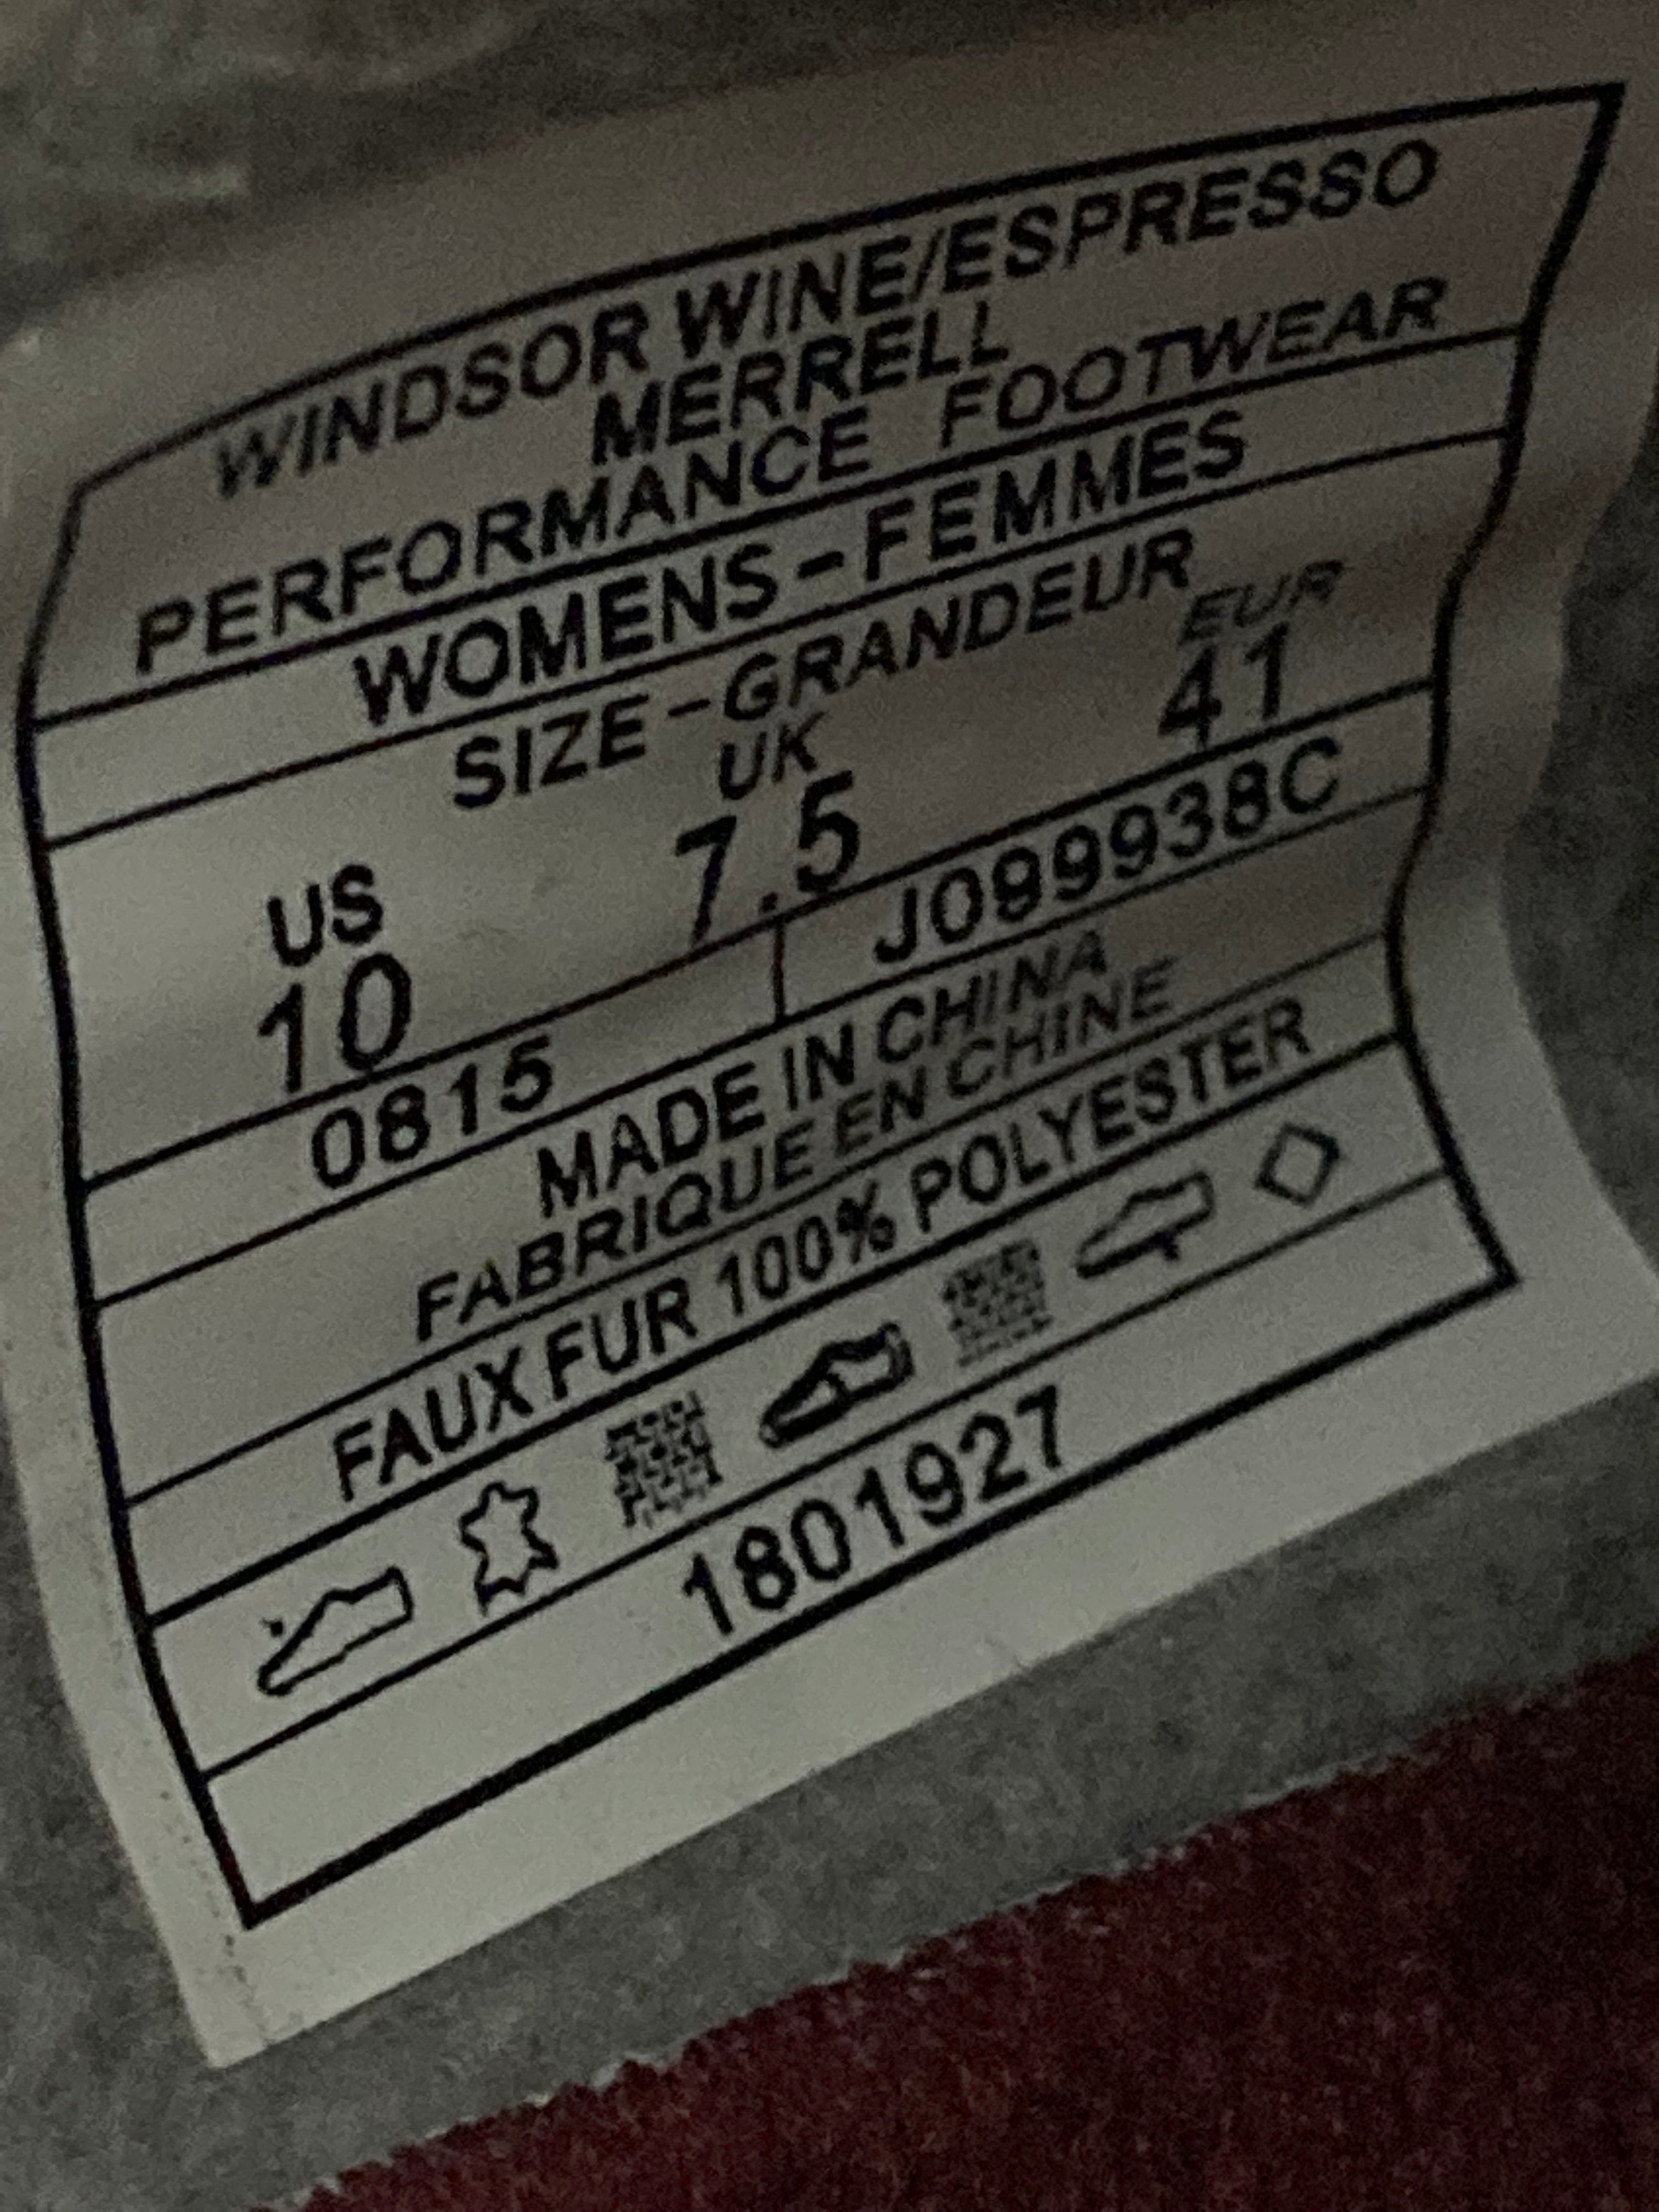 WINDSOR WINE/ESPRESSO
MERRELL
PERFORMANCE FOOTWEAR
WOMENS-FEMMES
SIZE-GRANDEUR
US UK EUR
10 7.5 41
0815 J099938C
MADE IN CHINA
FABRIQUE EN CHINE
FAUX FUR 100% POLYESTER
1801927